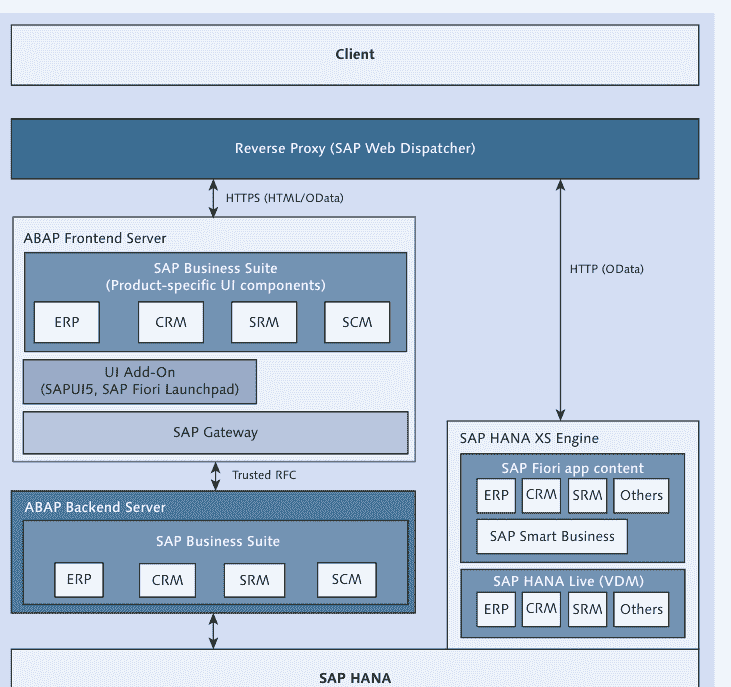 Client
Reverse Proxy (SAP Web Dispatcher)
HTTPS (HTML/OData)
HTTP (OData)
ABAP Frontend Server
SAP Business Suite
(Product-specific UI components)
ERP
CRM
SRM
SCM
UI Add-On
(SAPUI5, SAP Fiori Launchpad)
SAP Gateway
Trusted RFC
ABAP Backend Server
SAP Business Suite
ERP
CRM
SRM
SCM
SAP HANA XS Engine
SAP Fiori app content
ERP
CRM
SRM
Others
SAP Smart Business
SAP HANA Live (VDM)
ERP
CRM
SRM
Others
SAP HANA